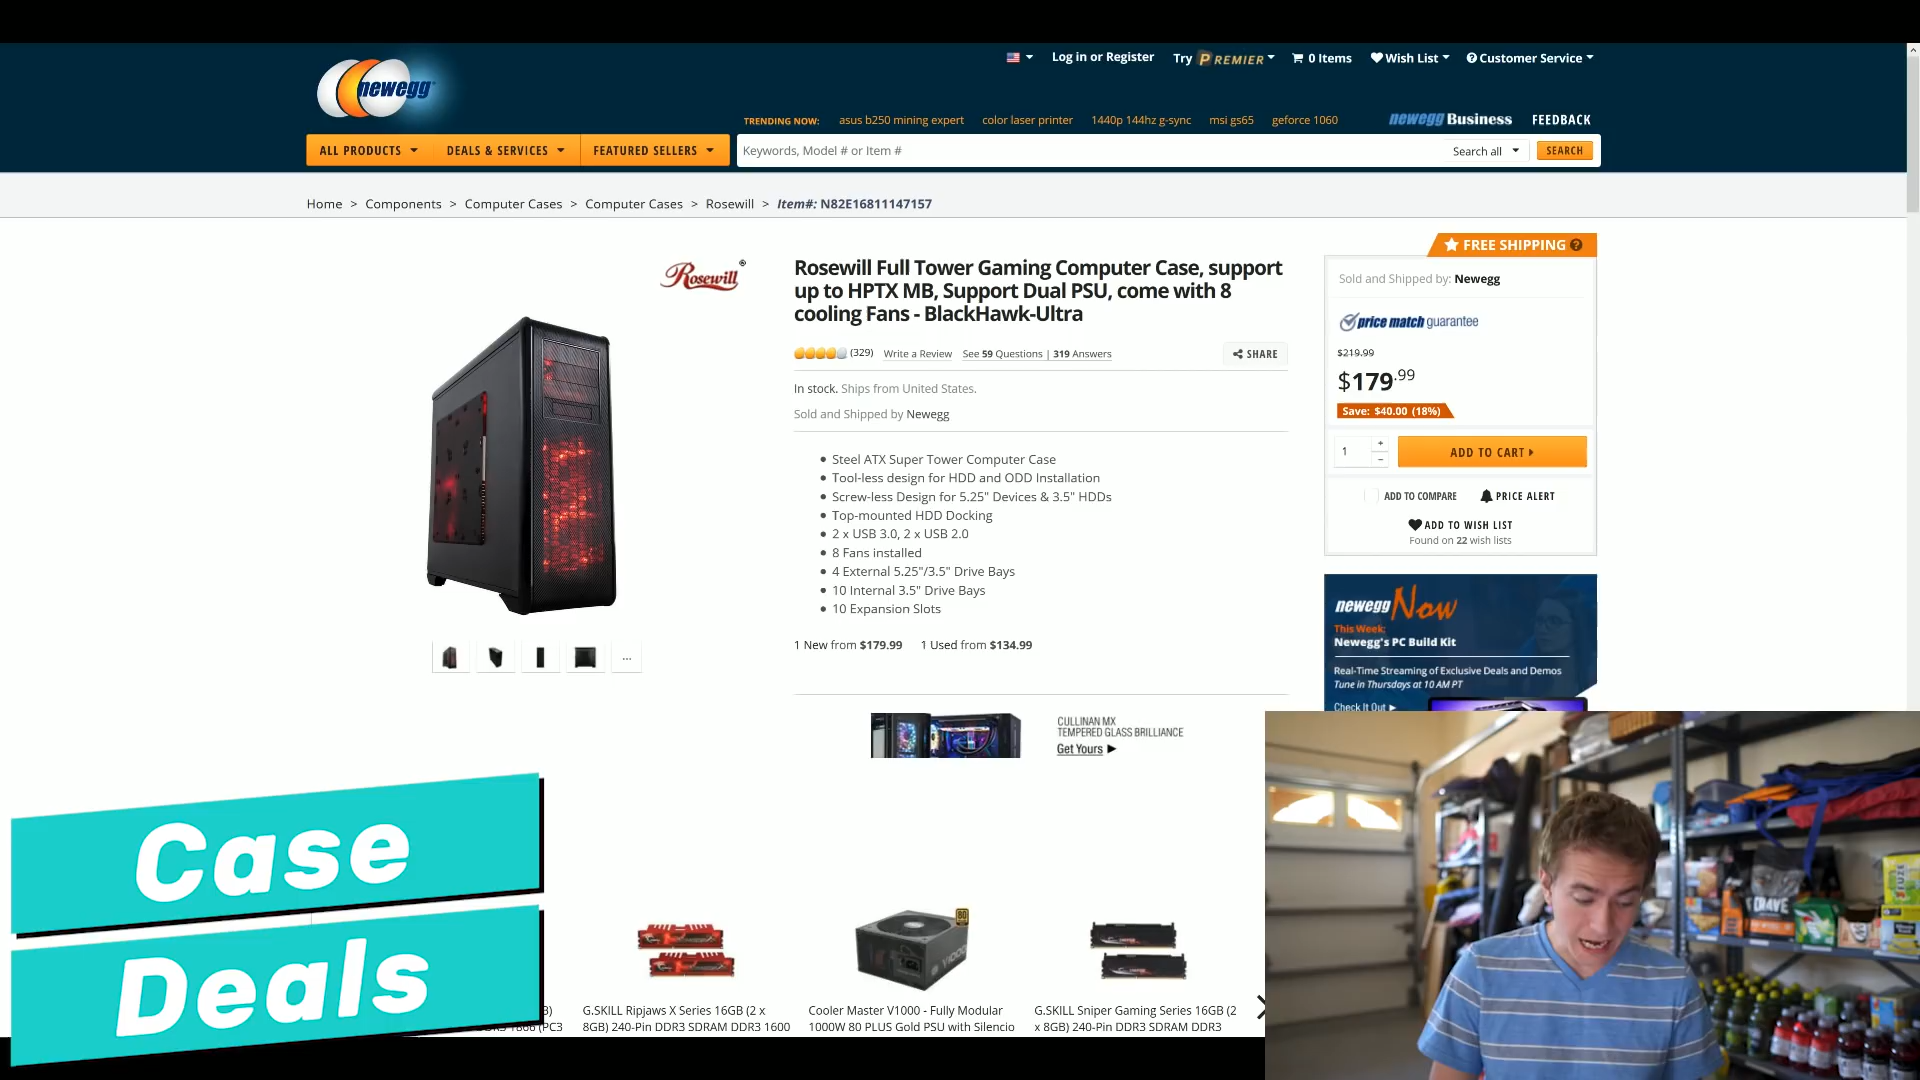 newegg
Log in or Register
Try PREMIER
0 Items
Wish List
Customer Service
TRENDING NOW:
asus b250 mining expert
color laser printer
1440p 144hz g-sync
msi gs65
geforce 1060
newegg Business
FEEDBACK
ALL PRODUCTS
DEALS & SERVICES
FEATURED SELLERS
Keywords, Model # or Item #
Search all
SEARCH
Home > Components > Computer Cases > Computer Cases > Rosewill > Item#: N82E16811147157
Rosewill®
Rosewill Full Tower Gaming Computer Case, support
up to HPTX MB, Support Dual PSU, come with 8
cooling Fans - BlackHawk-Ultra
(329)
Write a Review
See 59 Questions | 319 Answers
SHARE
In stock. Ships from United States.
Sold and Shipped by Newegg
Steel ATX Super Tower Computer Case
Tool-less design for HDD and ODD Installation
Screw-less Design for 5.25" Devices & 3.5" HDDs
Top-mounted HDD Docking
2 x USB 3.0, 2 x USB 2.0
8 Fans installed
4 External 5.25"/3.5" Drive Bays
10 Internal 3.5" Drive Bays
10 Expansion Slots
1 New from $179.99
1 Used from $134.99
...
FREE SHIPPING
Sold and Shipped by: Newegg
price match guarantee
$219.99
$179.99
Save: $40.00 (18%)
1
+
−
ADD TO CART
ADD TO COMPARE
PRICE ALERT
ADD TO WISH LIST
Found on 22 wish lists
newegg Now
This Week:
Newegg's PC Build Kit
Real-Time Streaming of Exclusive Deals and Demos
Tune in Thursdays at 10 AM PT
Check It Out
CULLINAN MX
TEMPERED GLASS BRILLIANCE
Get Yours
Case
Deals
80
V1000
G.SKILL Ripjaws X Series 16GB (2 x
8GB) 240-Pin DDR3 SDRAM DDR3 1600
Cooler Master V1000 - Fully Modular
1000W 80 PLUS Gold PSU with Silencio
G.SKILL Sniper Gaming Series 16GB (2
x 8GB) 240-Pin DDR3 SDRAM DDR3
(PC3
CRAVE